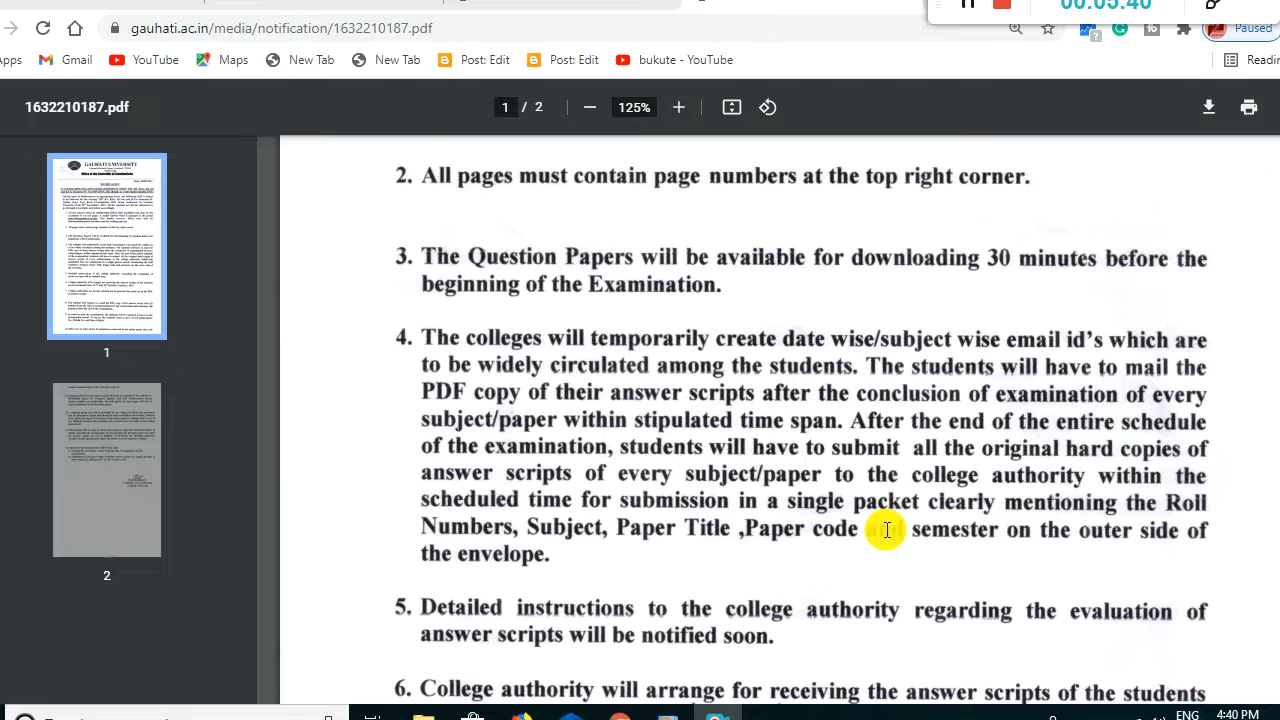 00:05:40
gauhati.ac.in/media/notification/1632210187.pdf
Paused
Apps Gmail YouTube Maps New Tab New Tab Post: Edit Post: Edit bukute - YouTube
1632210187.pdf 1 / 2 125%
GAUHATI UNIVERSITY
1
2
2. All pages must contain page numbers at the top right corner.
3. The Question Papers will be available for downloading 30 minutes before the
beginning of the Examination.
4. The colleges will temporarily create date wise/subject wise email id's which are
to be widely circulated among the students. The students will have to mail the
PDF copy of their answer scripts after the conclusion of examination of every
subject/paper within stipulated time span. After the end of the entire schedule
of the examination, students will have to submit all the original hard copies of
answer scripts of every subject/paper to the college authority within the
scheduled time for submission in a single packet clearly mentioning the Roll
Numbers, Subject, Paper Title ,Paper code and semester on the outer side of
the envelope.
5. Detailed instructions to the college authority regarding the evaluation of
answer scripts will be notified soon.
6. College authority will arrange for receiving the answer scripts of the students
ENG 4:40 PM